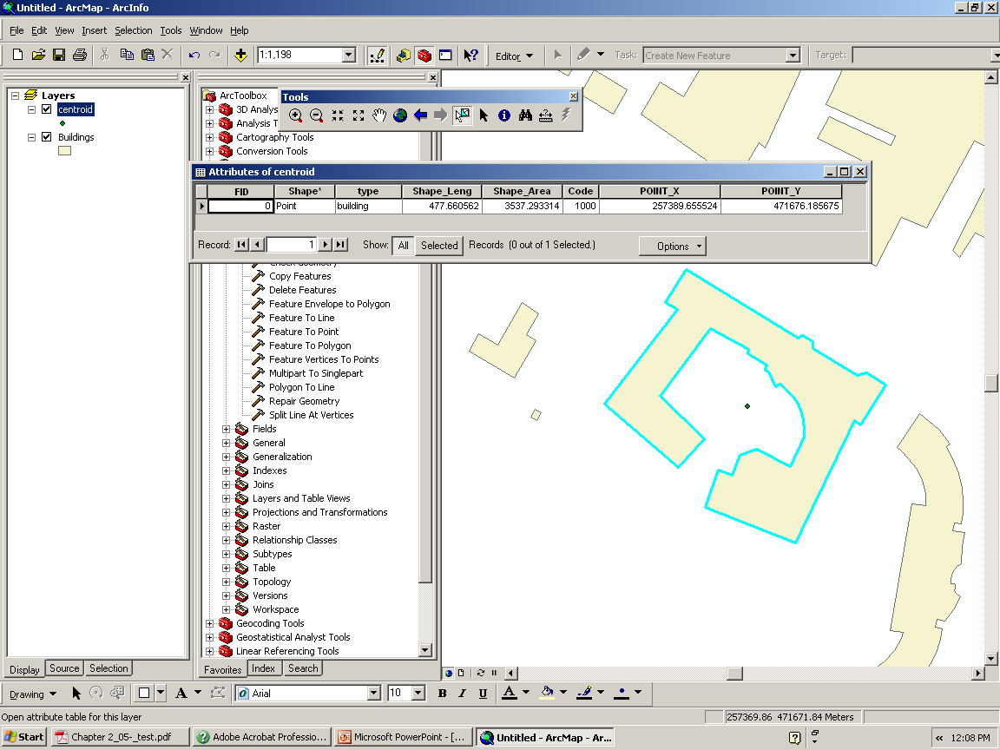 Untitled - ArcMap - ArcInfo
File Edit View Insert Selection Tools Window Help
1:1,198
Editor
Task: Create New Feature
Target:
Layers
centroid
Buildings
ArcToolbox
3D Analys
Analysis T
Cartography Tools
Conversion Tools
Tools
Attributes of centroid
FID Shape* type Shape_Leng Shape_Area Code POINT_X POINT_Y
0 Point building 477.660562 3537.293314 1000 257389.655524 471676.185675
Record: 1 Show: All Selected Records (0 out of 1 Selected.) Options
Check Geometry
Copy Features
Delete Features
Feature Envelope to Polygon
Feature To Line
Feature To Point
Feature To Polygon
Feature Vertices To Points
Multipart To Singlepart
Polygon To Line
Repair Geometry
Split Line At Vertices
Fields
General
Generalization
Indexes
Joins
Layers and Table Views
Projections and Transformations
Raster
Relationship Classes
Subtypes
Table
Topology
Versions
Workspace
Geocoding Tools
Geostatistical Analyst Tools
Linear Referencing Tools
Display Source Selection
Favorites Index Search
Drawing A Arial 10 B I U A
Open attribute table for this layer
257369.86 471671.84 Meters
Start
Chapter 2_05-_test.pdf
Adobe Acrobat Professio...
Microsoft PowerPoint - [...
Untitled - ArcMap - Ar...
12:08 PM